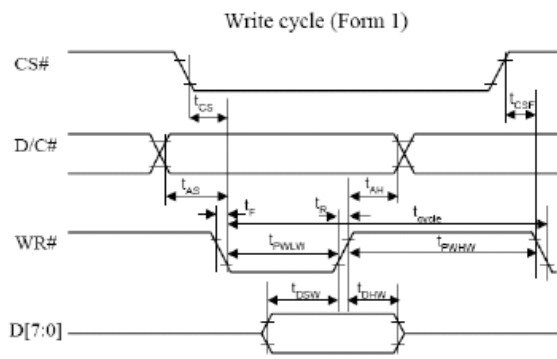 Write cycle (Form 1)
CS#
tCS
tCSF
D/C#
tAS
tF
tR
tAH
tcycle
WR#
tPWLW
tPWHW
tDSW
tDHW
D[7:0]